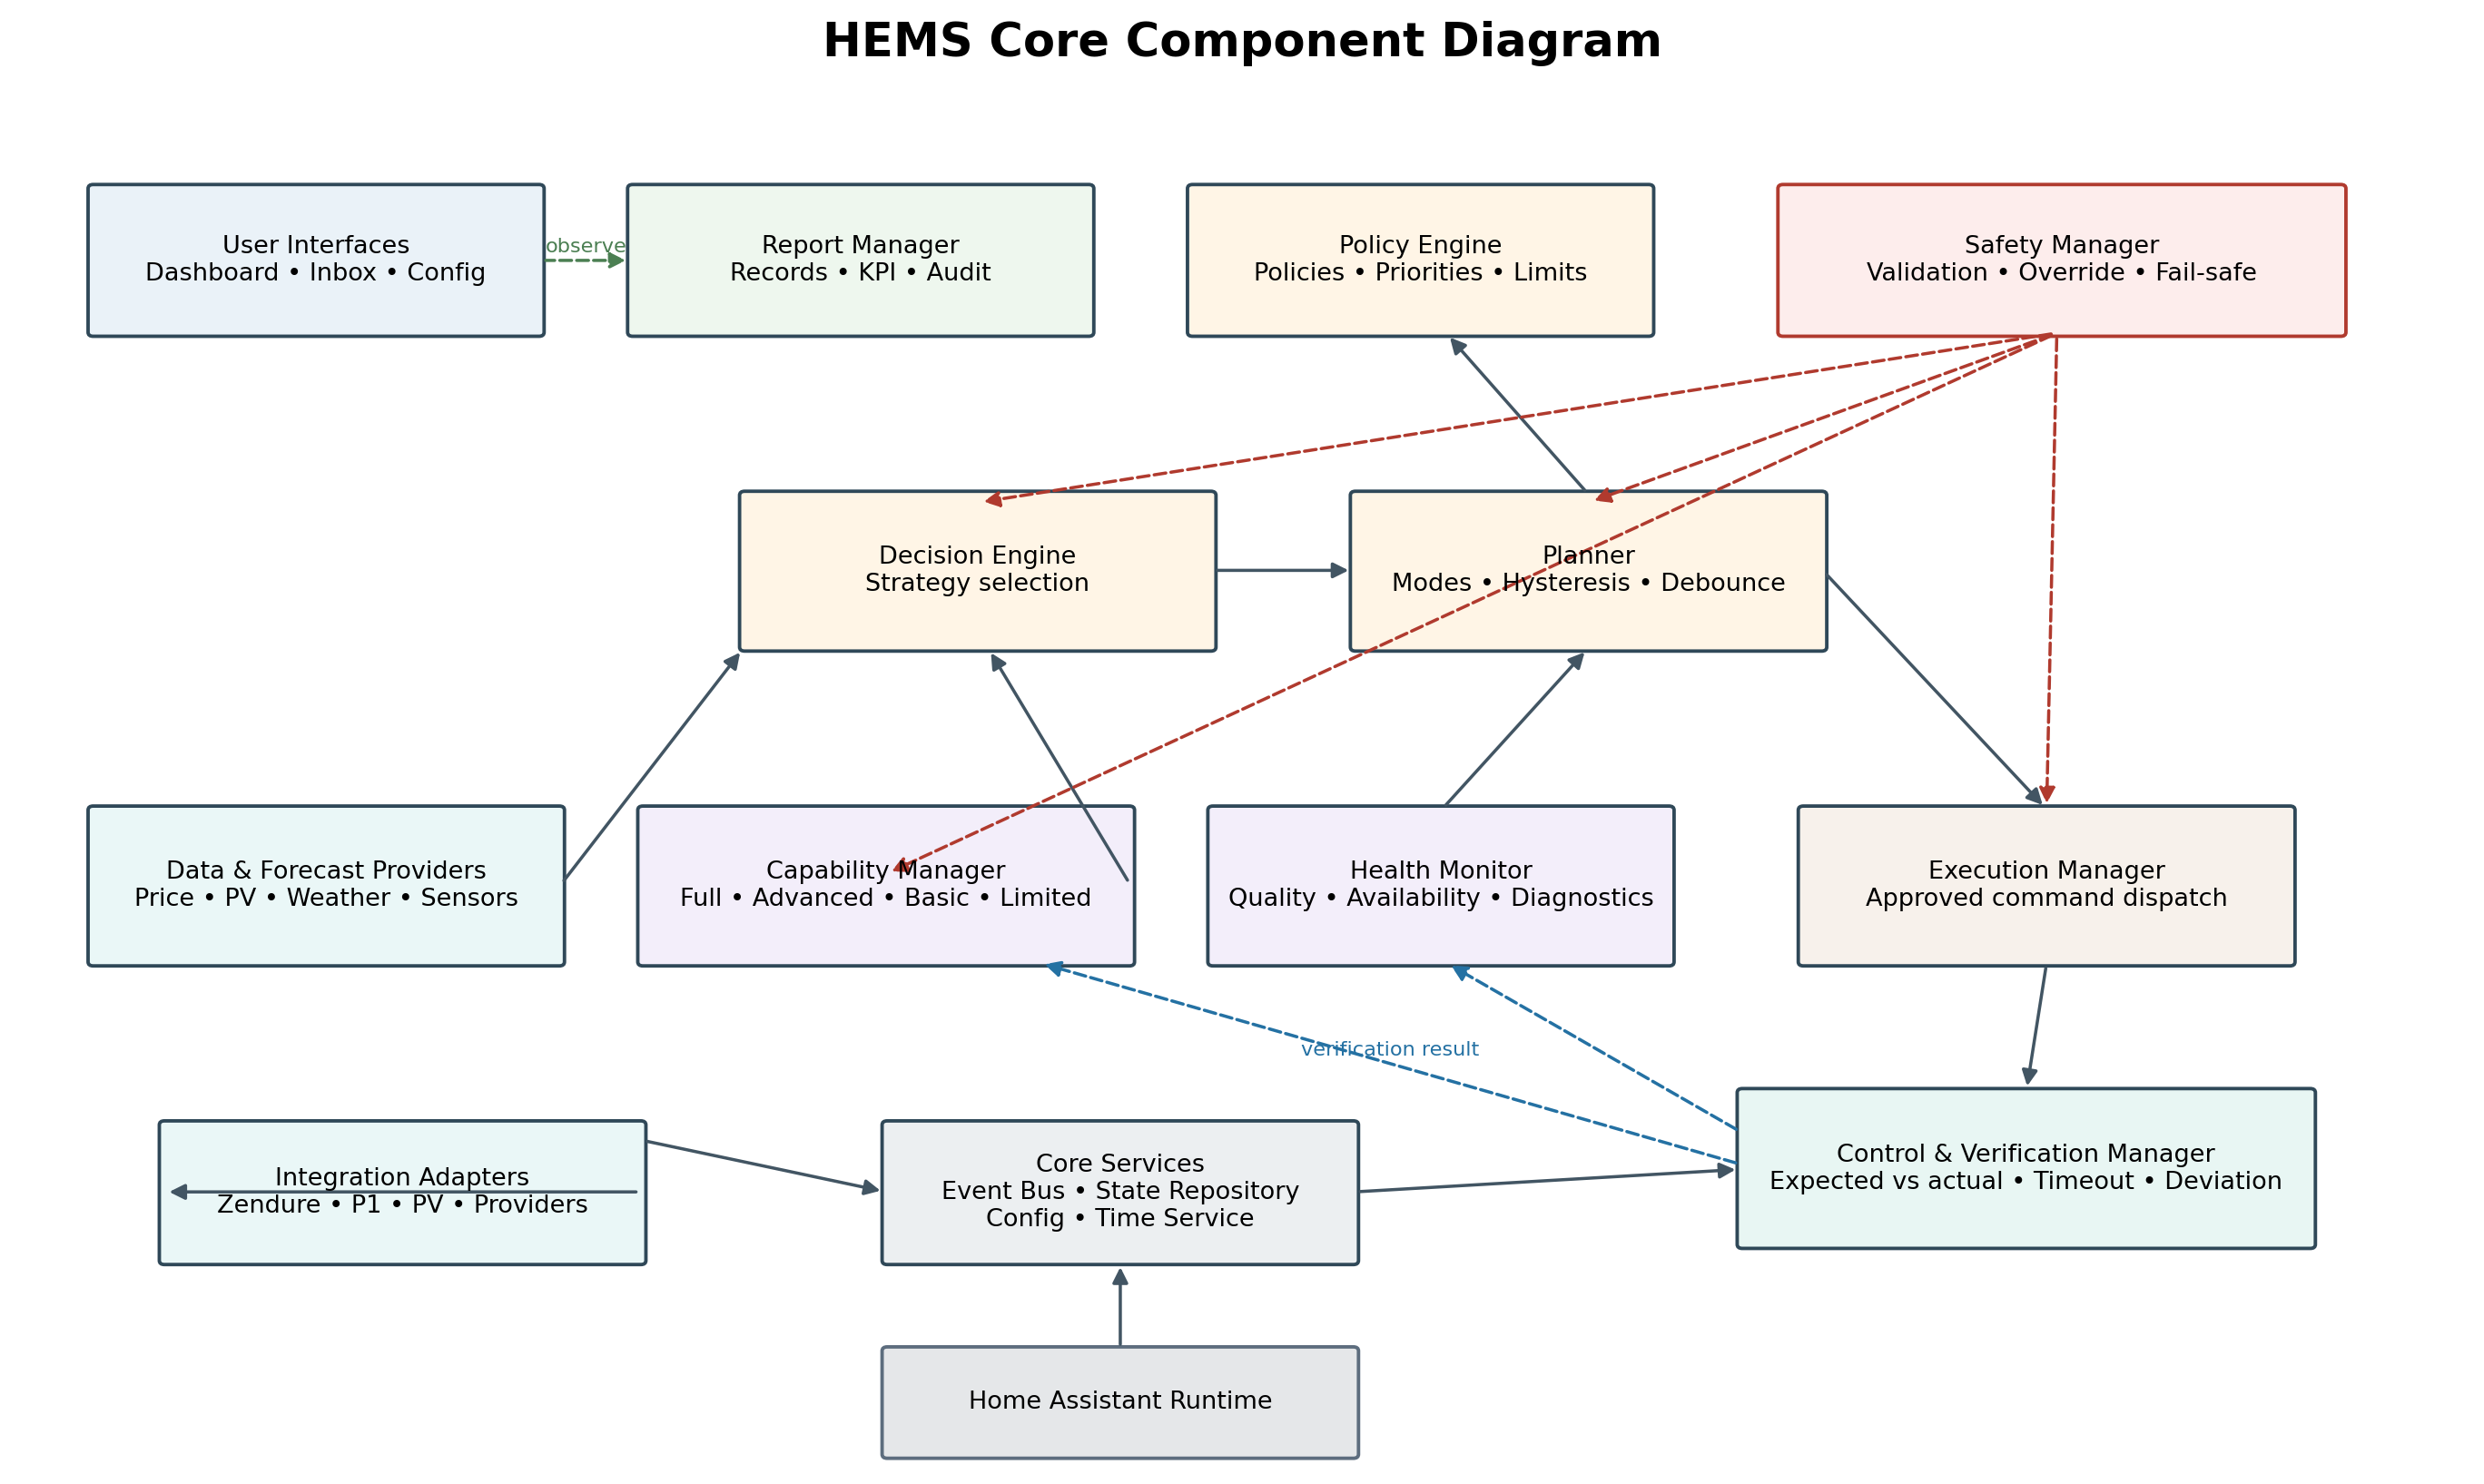 HEMS Core Component Diagram
User Interfaces
Dashboard • Inbox • Config
observe
Report Manager
Records • KPI • Audit
Policy Engine
Policies • Priorities • Limits
Safety Manager
Validation • Override • Fail-safe
Decision Engine
Strategy selection
Planner
Modes • Hysteresis • Debounce
Data & Forecast Providers
Price • PV • Weather • Sensors
Capability Manager
Full • Advanced • Basic • Limited
Health Monitor
Quality • Availability • Diagnostics
Execution Manager
Approved command dispatch
verification result
Integration Adapters
Zendure • P1 • PV • Providers
Core Services
Event Bus • State Repository
Config • Time Service
Control & Verification Manager
Expected vs actual • Timeout • Deviation
Home Assistant Runtime